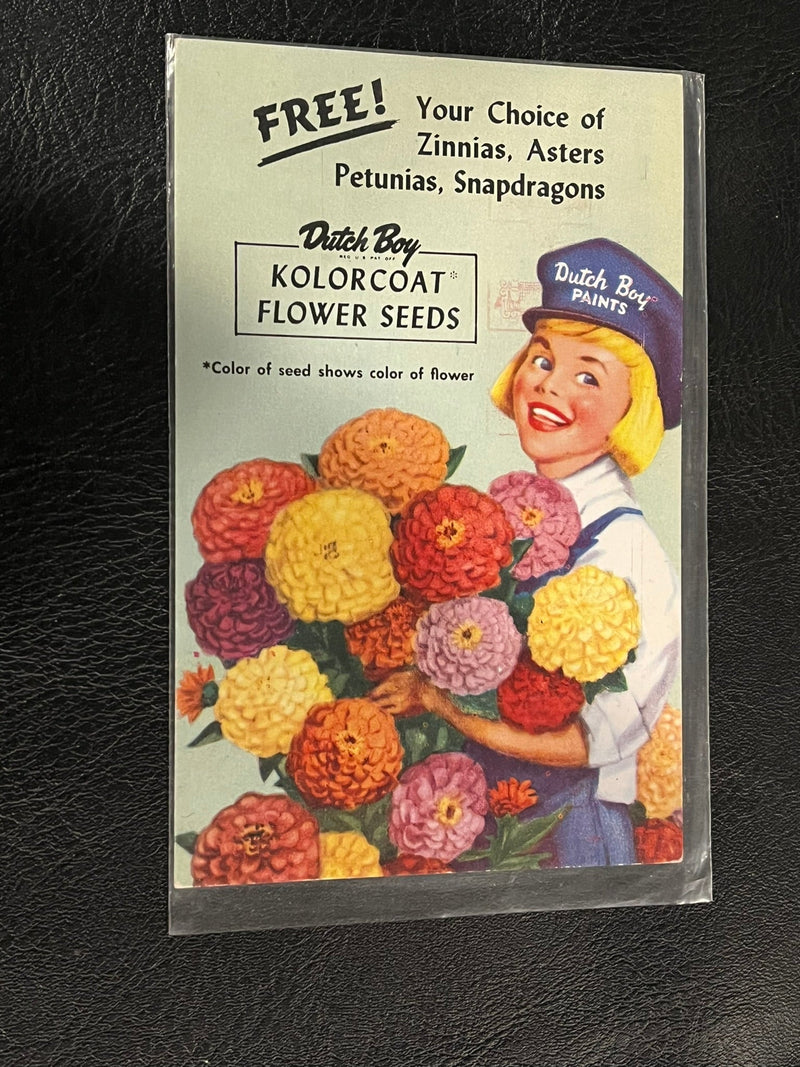 FREE! Your Choice of
Zinnias, Asters
Petunias, Snapdragons
Dutch Boy
REG U S PAT OFF
KOLORCOAT*
FLOWER SEEDS
*Color of seed shows color of flower
Dutch Boy
PAINTS